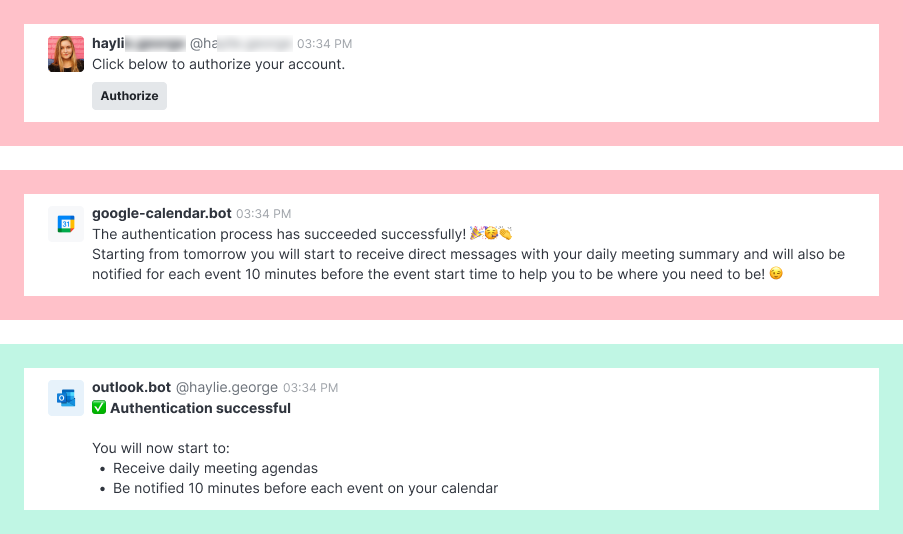 03:34 PM
Click below to authorize your account.
Authorize
31
google-calendar.bot 03:34 PM
The authentication process has succeeded successfully! 🎉🥳👏
Starting from tomorrow you will start to receive direct messages with your daily meeting summary and will also be
notified for each event 10 minutes before the event start time to help you to be where you need to be! 😉
outlook.bot @haylie.george 03:34 PM
✅ Authentication successful
You will now start to:
• Receive daily meeting agendas
• Be notified 10 minutes before each event on your calendar